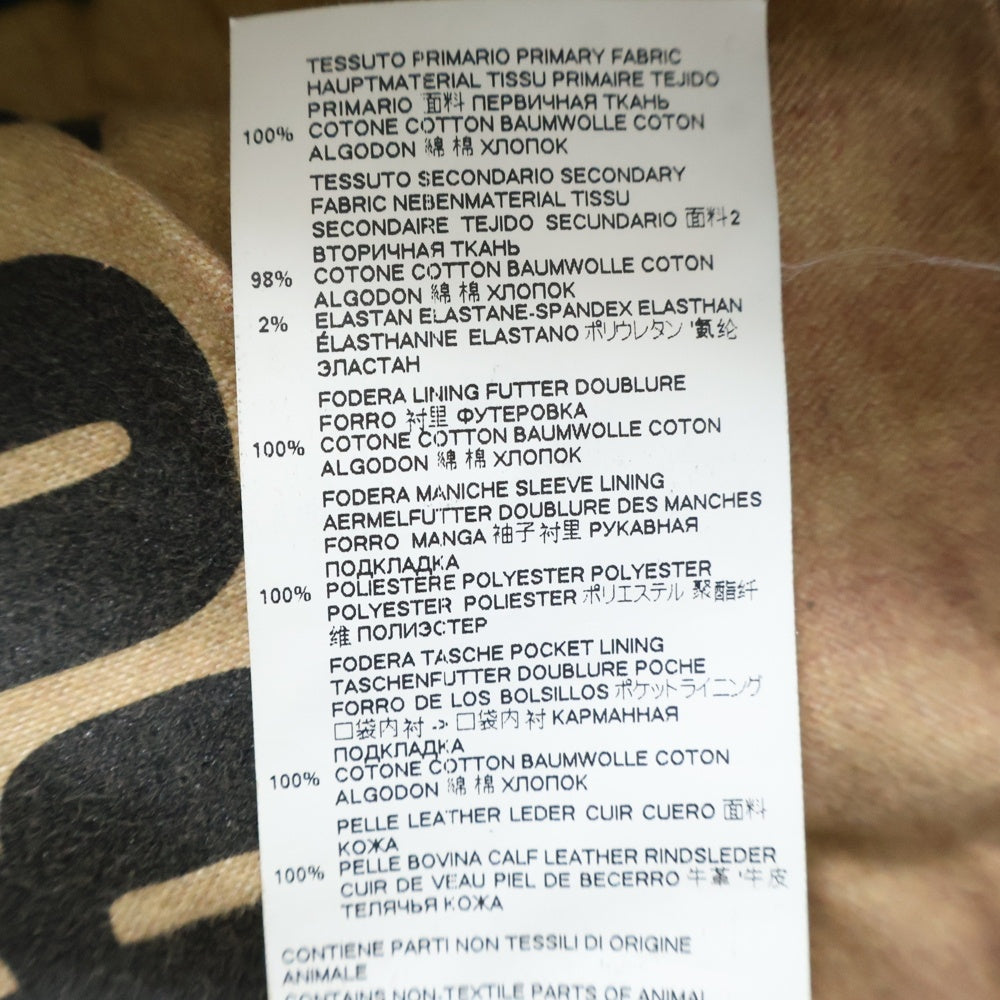 TESSUTO PRIMARIO PRIMARY FABRIC
HAUPTMATERIAL TISSU PRIMAIRE TEJIDO
PRIMARIO 面料 ПЕРВИЧНАЯ ТКАНЬ
100% COTONE COTTON BAUMWOLLE COTON
ALGODON 綿 棉 ХЛОПОК
TESSUTO SECONDARIO SECONDARY
FABRIC NEBENMATERIAL TISSU
SECONDAIRE TEJIDO SECUNDARIO 面料2
ВТОРИЧНАЯ ТКАНЬ
98% COTONE COTTON BAUMWOLLE COTON
ALGODON 綿 棉 ХЛОПОК
2% ELASTAN ELASTANE-SPANDEX ELASTHAN
ÉLASTHANNE ELASTANO ポリウレタン '氨纶
ЭЛАСТАН
FODERA LINING FUTTER DOUBLURE
FORRO 衬里 ФУТЕРОВКА
100% COTONE COTTON BAUMWOLLE COTON
ALGODON 綿 棉 ХЛОПОК
FODERA MANICHE SLEEVE LINING
AERMELFUTTER DOUBLURE DES MANCHES
FORRO MANGA 袖子衬里 РУКАВНАЯ
ПОДКЛАДКА
100% POLIESTERE POLYESTER POLYESTER
POLYESTER POLIESTER ポリエステル 聚酯纤
维 ПОЛИЭСТЕР
FODERA TASCHE POCKET LINING
TASCHENFUTTER DOUBLURE POCHE
FORRO DE LOS BOLSILLOS ポケットライニング
口袋内衬 -> 口袋内衬 КАРМАННАЯ
ПОДКЛАДКА
100% COTONE COTTON BAUMWOLLE COTON
ALGODON 綿 棉 ХЛОПОК
PELLE LEATHER LEDER CUIR CUERO 面料
КОЖА
100% PELLE BOVINA CALF LEATHER RINDSLEDER
CUIR DE VEAU PIEL DE BECERRO 牛革 '牛皮
ТЕЛЯЧЬЯ КОЖА
CONTIENE PARTI NON TESSILI DI ORIGINE
ANIMALE
CONTAINS NON-TEXTILE PARTS OF ANIMAL